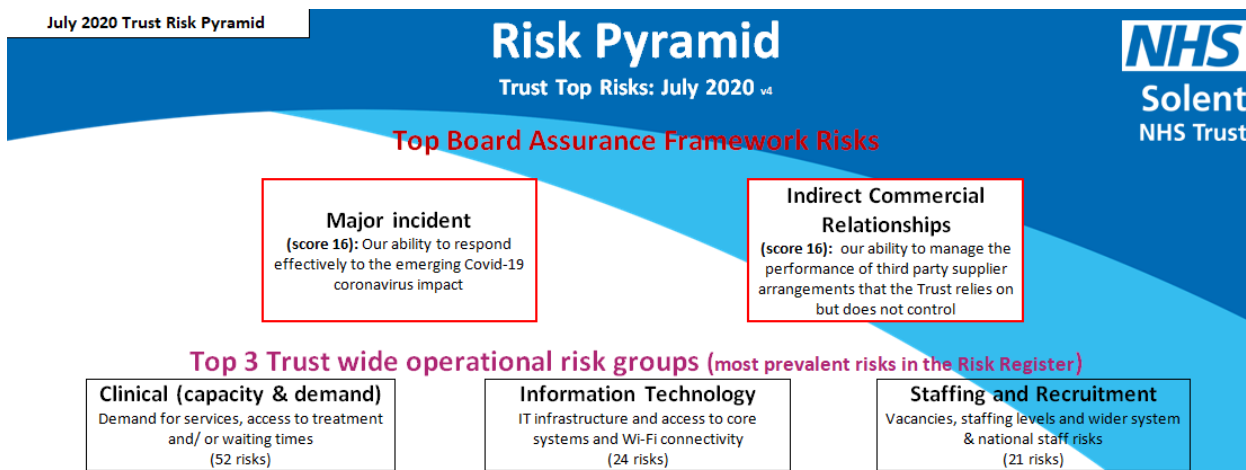 July 2020 Trust Risk Pyramid
Risk Pyramid
Trust Top Risks: July 2020 v4
NHS
Solent
NHS Trust
Top Board Assurance Framework Risks
Major incident
(score 16): Our ability to respond
effectively to the emerging Covid-19
coronavirus impact
Indirect Commercial
Relationships
(score 16): our ability to manage the
performance of third party supplier
arrangements that the Trust relies on
but does not control
Top 3 Trust wide operational risk groups (most prevalent risks in the Risk Register)
Clinical (capacity & demand)
Demand for services, access to treatment
and/ or waiting times
(52 risks)
Information Technology
IT infrastructure and access to core
systems and Wi-Fi connectivity
(24 risks)
Staffing and Recruitment
Vacancies, staffing levels and wider system
& national staff risks
(21 risks)